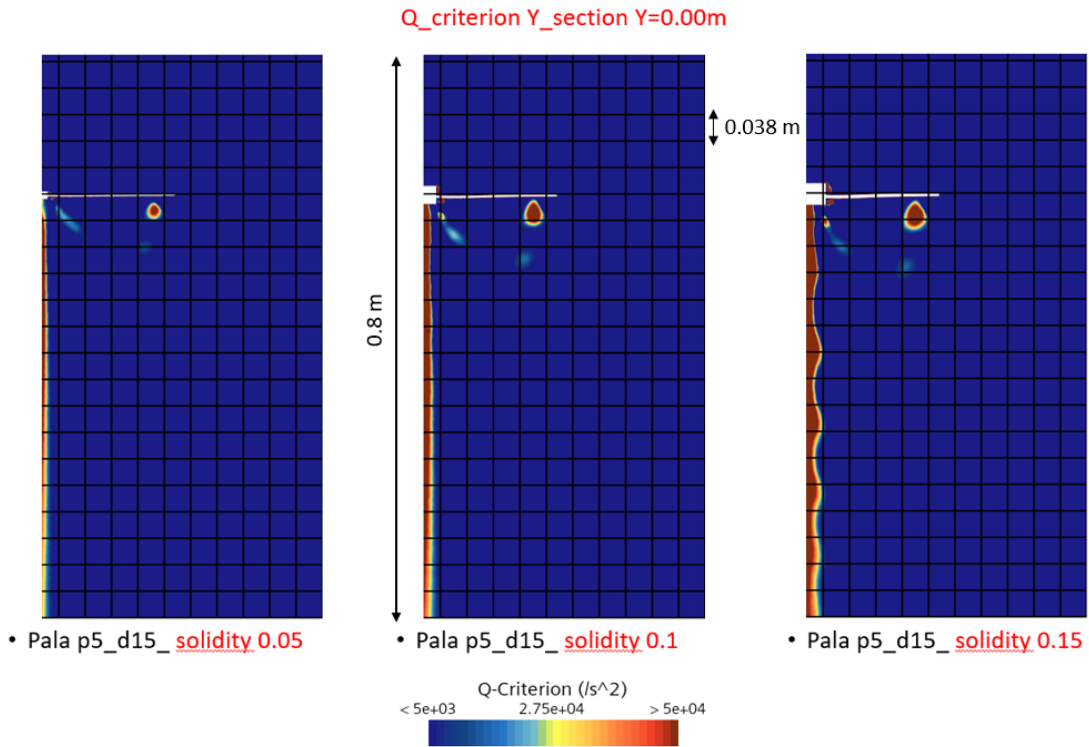 Q_criterion Y_section Y=0.00m
0.038 m
0.8 m
• Pala p5_d15_ solidity 0.05
• Pala p5_d15_ solidity 0.1
• Pala p5_d15_ solidity 0.15
Q-Criterion (/s^2)
< 5e+03 2.75e+04 > 5e+04